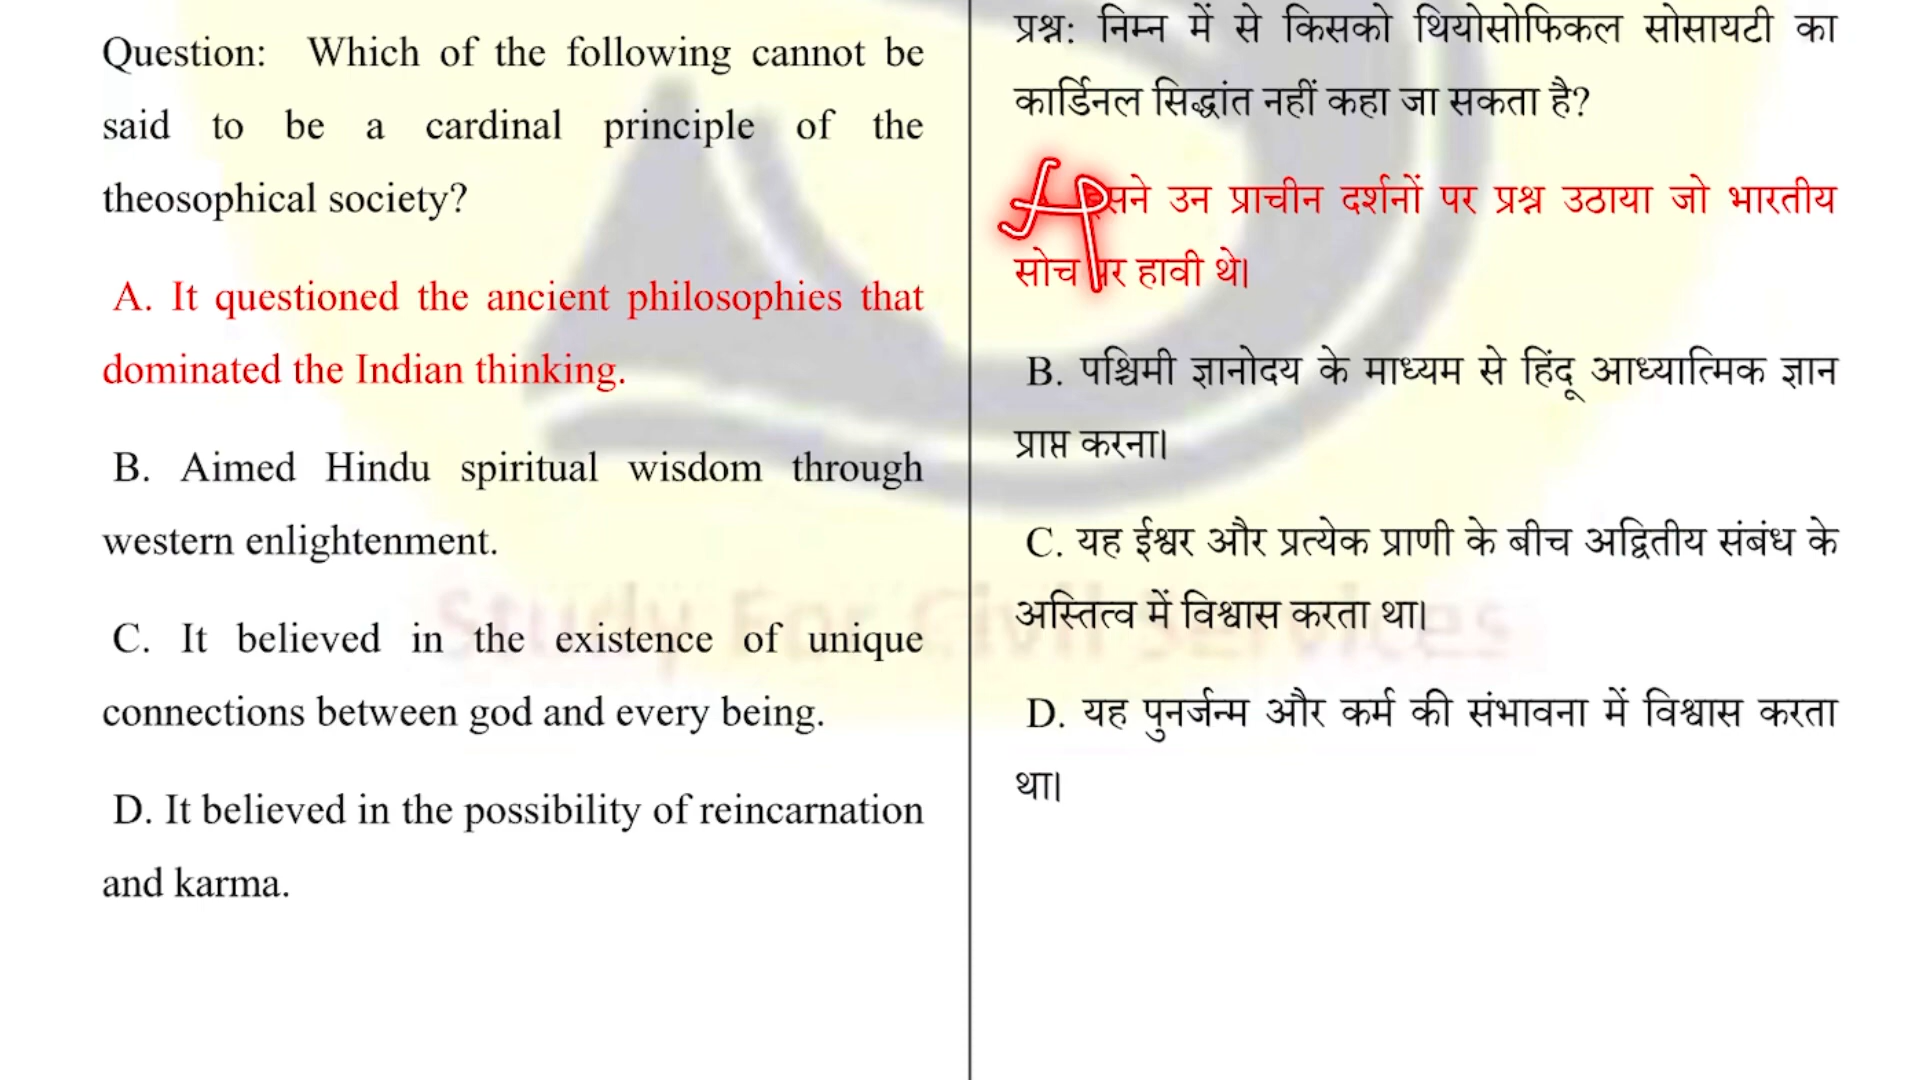 Question: Which of the following cannot be
said to be a cardinal principle of the
theosophical society?
A. It questioned the ancient philosophies that
dominated the Indian thinking.
B. Aimed Hindu spiritual wisdom through
western enlightenment.
C. It believed in the existence of unique
connections between god and every being.
D. It believed in the possibility of reincarnation
and karma.
प्रश्न: निम्न में से किसको थियोसोफिकल सोसायटी का
कार्डिनल सिद्धांत नहीं कहा जा सकता है?
उन प्राचीन दर्शनों पर प्रश्न उठाया जो भारतीय
सोच पर हावी थे।
B. पश्चिमी ज्ञानोदय के माध्यम से हिंदू आध्यात्मिक ज्ञान
प्राप्त करना।
C. यह ईश्वर और प्रत्येक प्राणी के बीच अद्वितीय संबंध के
अस्तित्व में विश्वास करता था।
D. यह पुनर्जन्म और कर्म की संभावना में विश्वास करता
था।
Study For Civil Services